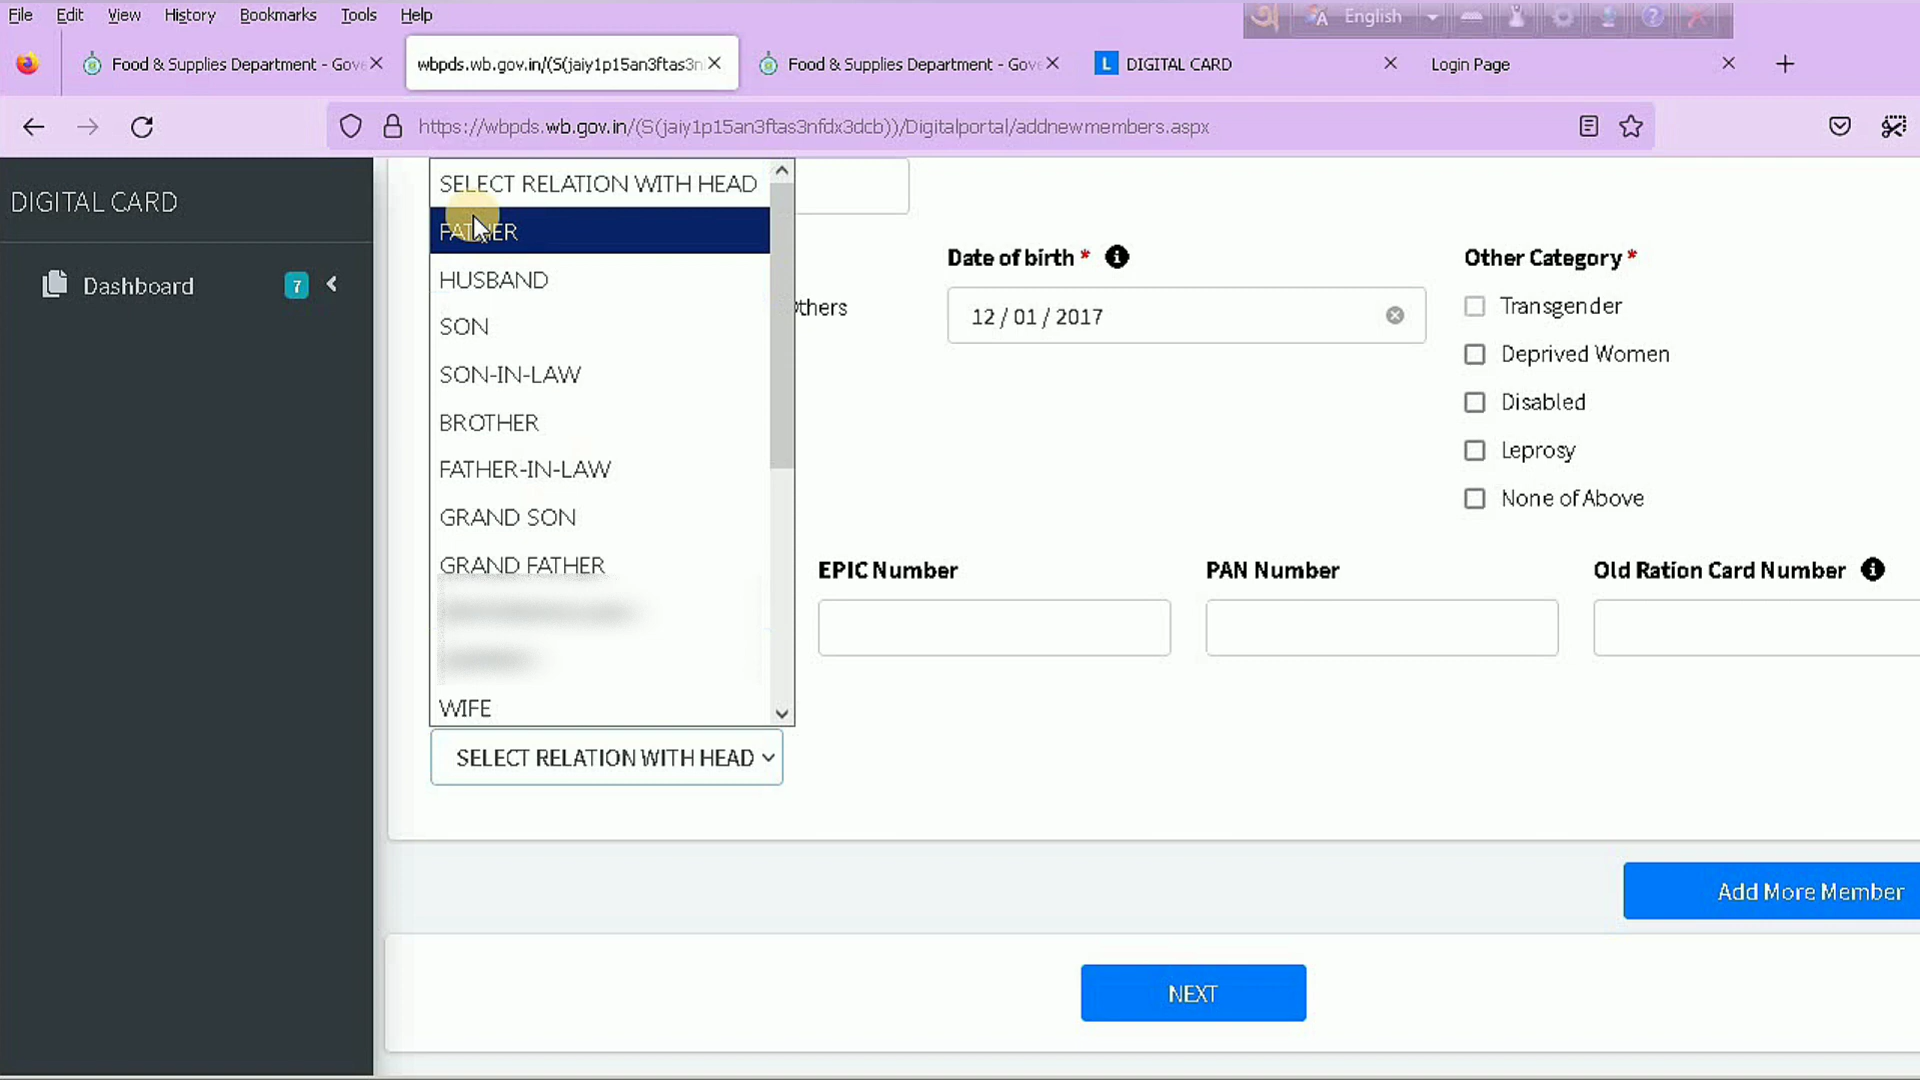 File Edit View History Bookmarks Tools Help
অ English
Food & Supplies Department - Gove
wbpds.wb.gov.in/(S(jaiy1p15an3ftas3n
Food & Supplies Department - Gove
L DIGITAL CARD
Login Page
https://wbpds.wb.gov.in/(S(jaiy1p15an3ftas3nfdx3dcb))/Digitalportal/addnewmembers.aspx
DIGITAL CARD
Dashboard 7
SELECT RELATION WITH HEAD
FATHER
HUSBAND
SON
SON-IN-LAW
BROTHER
FATHER-IN-LAW
GRAND SON
GRAND FATHER
WIFE
SELECT RELATION WITH HEAD
thers
Date of birth *
12 / 01 / 2017
Other Category *
Transgender
Deprived Women
Disabled
Leprosy
None of Above
EPIC Number
PAN Number
Old Ration Card Number
Add More Member
NEXT